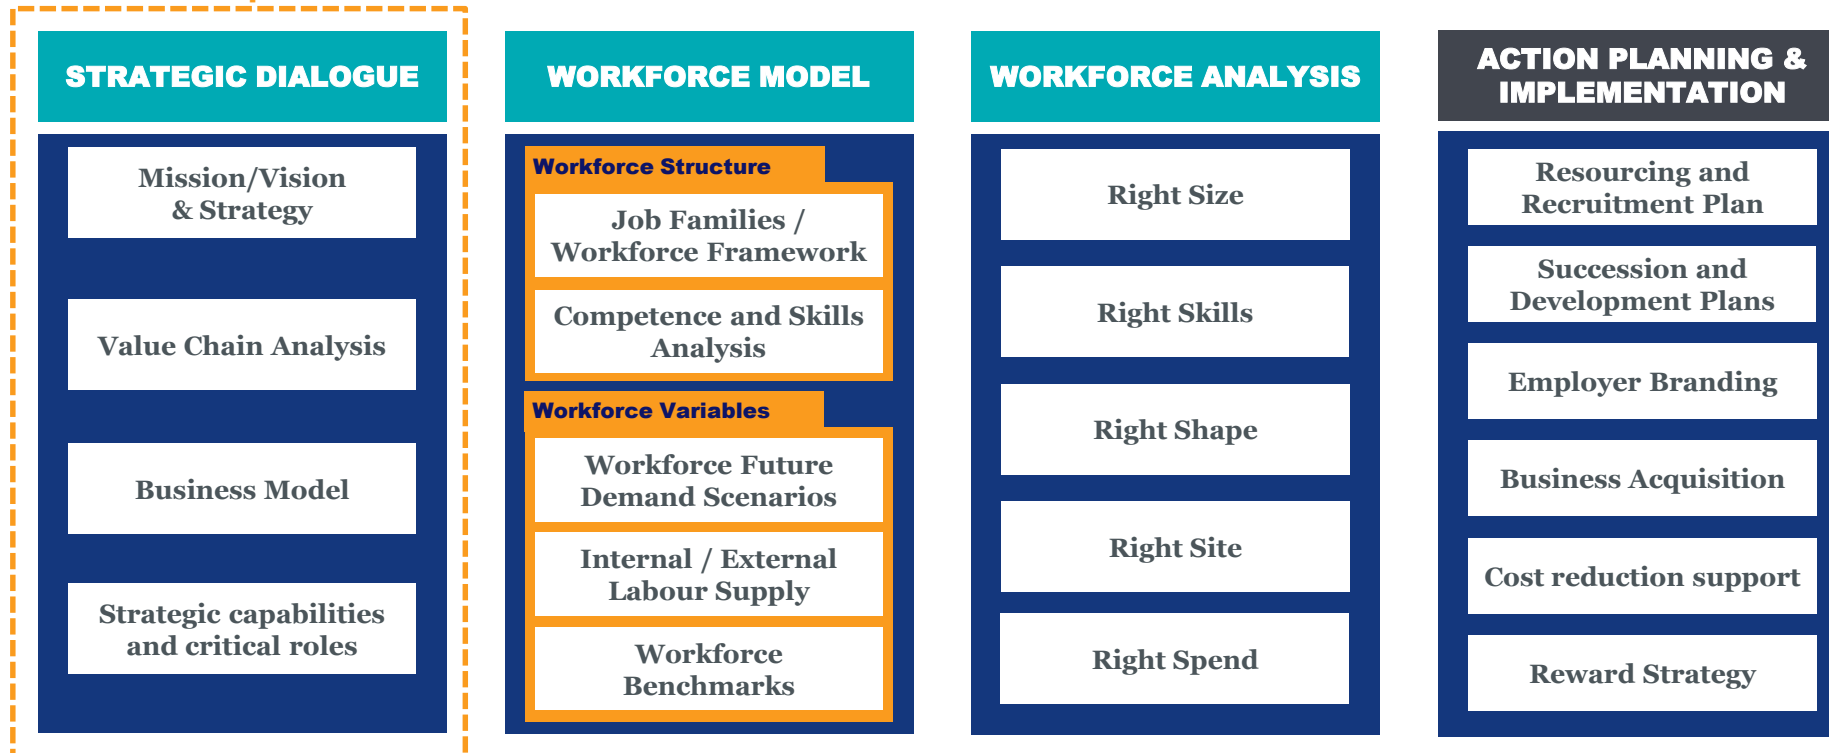 STRATEGIC DIALOGUE
Mission/Vision
& Strategy
Value Chain Analysis
Business Model
Strategic capabilities
and critical roles
WORKFORCE MODEL
Workforce Structure
Job Families /
Workforce Framework
Competence and Skills
Analysis
Workforce Variables
Workforce Future
Demand Scenarios
Internal / External
Labour Supply
Workforce
Benchmarks
WORKFORCE ANALYSIS
Right Size
Right Skills
Right Shape
Right Site
Right Spend
ACTION PLANNING &
IMPLEMENTATION
Resourcing and
Recruitment Plan
Succession and
Development Plans
Employer Branding
Business Acquisition
Cost reduction support
Reward Strategy